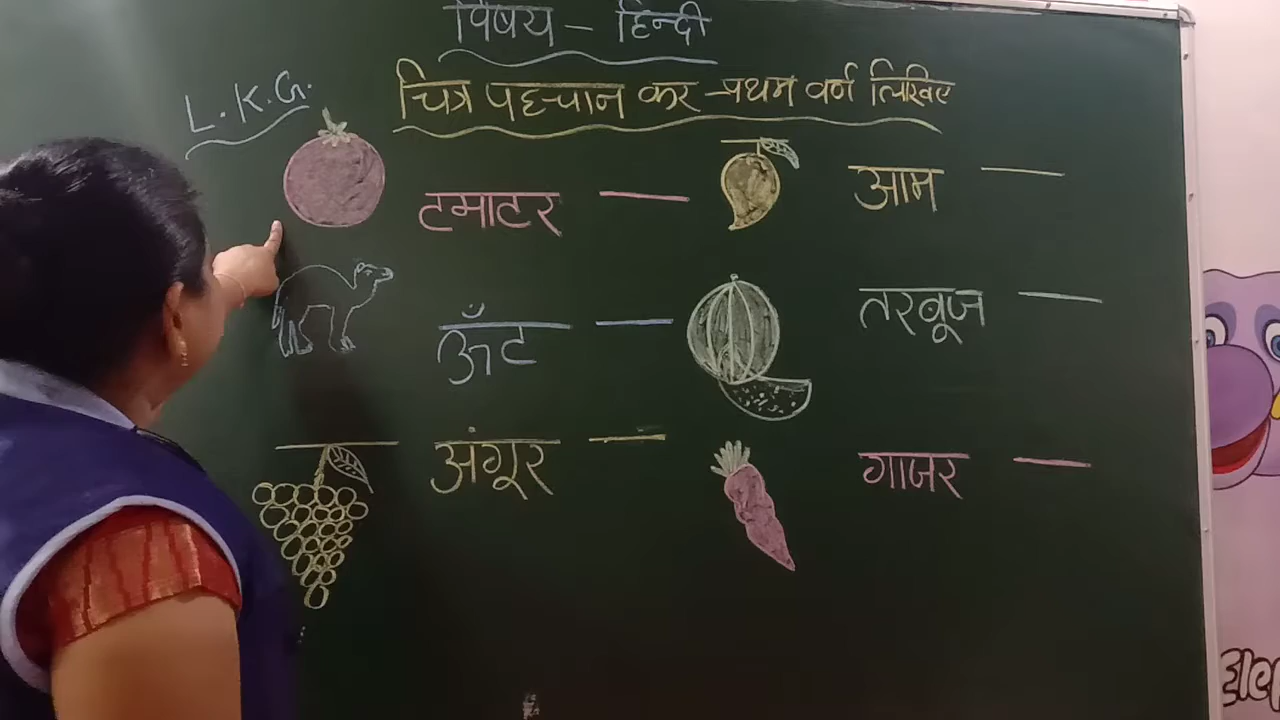 विषय - हिन्दी
L.K.G.
चित्र पहचान कर प्रथम वर्ण लिखिए
टमाटर —
आम —
ऊँट —
तरबूज —
अंगूर —
गाजर —